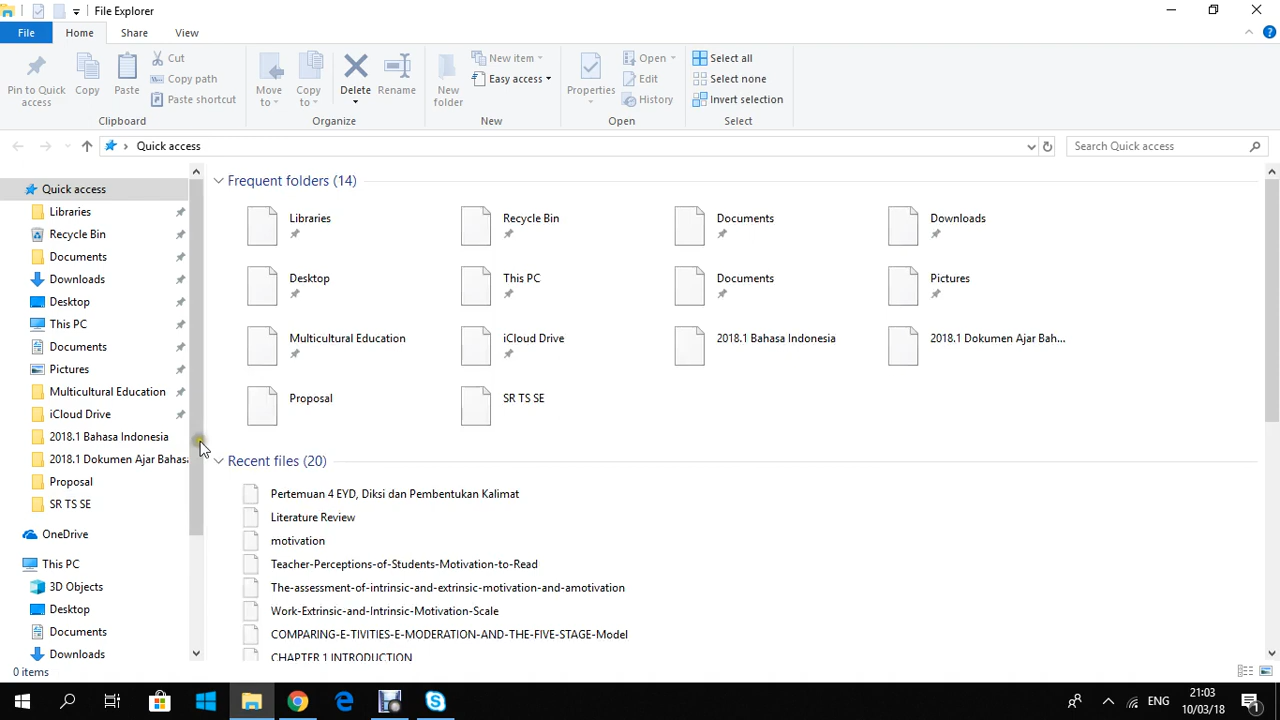 File Explorer
File Home Share View
Pin to Quick access
Copy
Paste
Cut
Copy path
Paste shortcut
Clipboard
Move to
Copy to
Delete
Rename
Organize
New folder
New item
Easy access
New
Properties
Open
Edit
History
Open
Select all
Select none
Invert selection
Select
Quick access
Search Quick access
Quick access
Libraries
Recycle Bin
Documents
Downloads
Desktop
This PC
Documents
Pictures
Multicultural Education
iCloud Drive
2018.1 Bahasa Indonesia
2018.1 Dokumen Ajar Bahas
Proposal
SR TS SE
OneDrive
This PC
3D Objects
Desktop
Documents
Downloads
Frequent folders (14)
Libraries Recycle Bin Documents Downloads
Desktop This PC Documents Pictures
Multicultural Education iCloud Drive 2018.1 Bahasa Indonesia 2018.1 Dokumen Ajar Bah...
Proposal SR TS SE
Recent files (20)
Pertemuan 4 EYD, Diksi dan Pembentukan Kalimat
Literature Review
motivation
Teacher-Perceptions-of-Students-Motivation-to-Read
The-assessment-of-intrinsic-and-extrinsic-motivation-and-amotivation
Work-Extrinsic-and-Intrinsic-Motivation-Scale
COMPARING-E-TIVITIES-E-MODERATION-AND-THE-FIVE-STAGE-Model
CHAPTER 1 INTRODUCTION
0 items
ENG
21:03
10/03/18
1